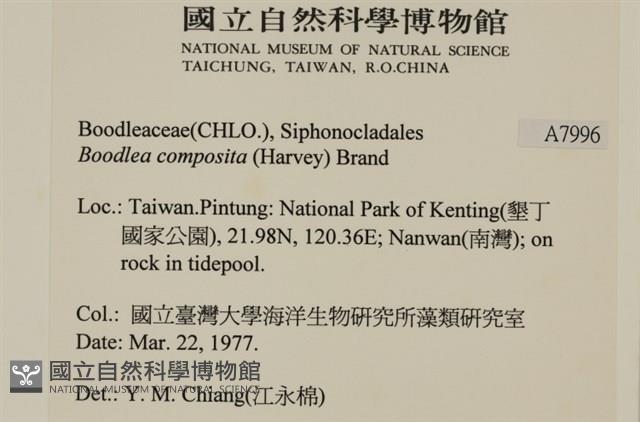 國立自然科學博物館
NATIONAL MUSEUM OF NATURAL SCIENCE
TAICHUNG, TAIWAN, R.O.CHINA
Boodleaceae(CHLO.), Siphonocladales
A7996
Boodlea composita (Harvey) Brand
Loc.: Taiwan.Pintung: National Park of Kenting(墾丁
國家公園), 21.98N, 120.36E; Nanwan(南灣); on
rock in tidepool.
Col.: 國立臺灣大學海洋生物研究所藻類研究室
Date: Mar. 22, 1977.
國立自然科學博物館
NATIONAL MUSEUM OF NATURAL SCIENCE
Det.: Y. M. Chiang(江永棉)